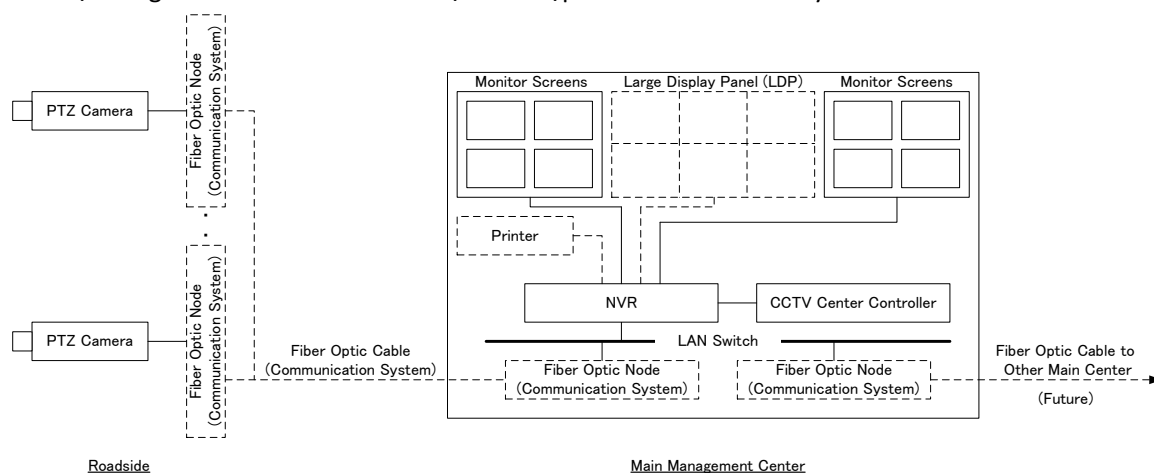 PTZ Camera
Fiber Optic Node
(Communication System)
PTZ Camera
Fiber Optic Node
(Communication System)
Fiber Optic Cable
(Communication System)
Monitor Screens
Large Display Panel (LDP)
Monitor Screens
Printer
NVR
CCTV Center Controller
LAN Switch
Fiber Optic Node
(Communication System)
Fiber Optic Node
(Communication System)
Fiber Optic Cable to
Other Main Center
(Future)
Roadside
Main Management Center